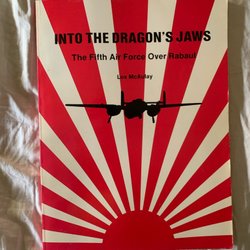 INTO THE DRAGON'S JAWS
The Fifth Air Force Over Rabaul
Lex McAulay